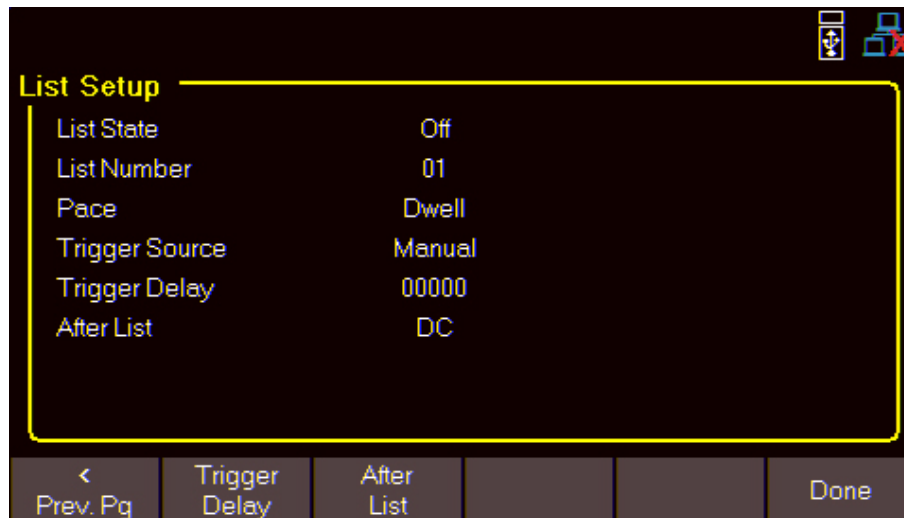 List Setup
List State Off
List Number 01
Pace Dwell
Trigger Source Manual
Trigger Delay 00000
After List DC
< Prev. Pg
Trigger Delay
After List
Done